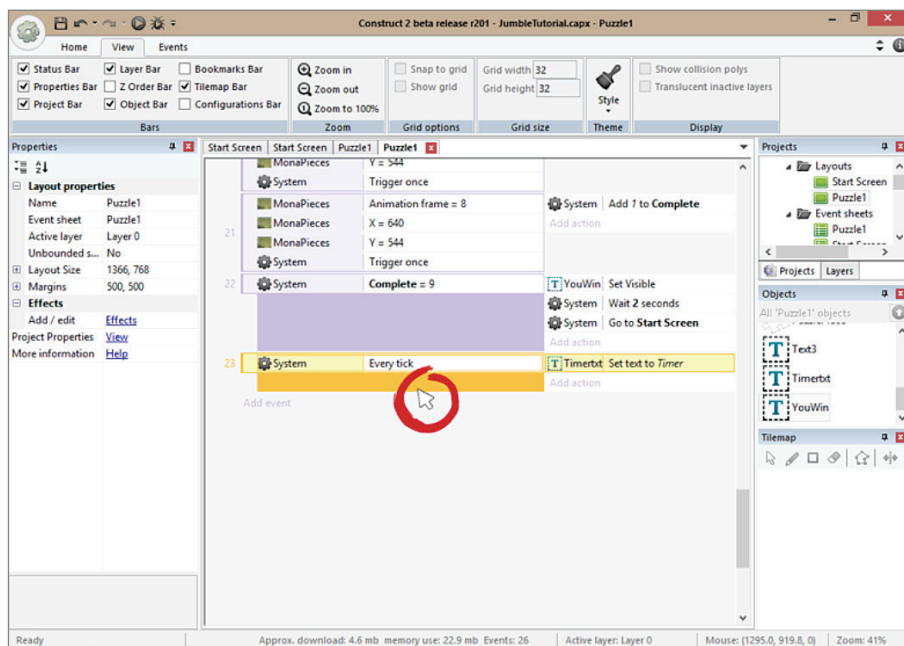 Construct 2 beta release r201 - JumbleTutorial.capx - Puzzle1
Home View Events
Status Bar Layer Bar Bookmarks Bar
Properties Bar Z Order Bar Tilemap Bar
Project Bar Object Bar Configurations Bar
Bars
Zoom in
Zoom out
Zoom to 100%
Zoom
Snap to grid
Show grid
Grid options
Grid width 32
Grid height 32
Grid size
Style
Theme
Show collision polys
Translucent inactive layers
Display
Properties
Layout properties
Name Puzzle1
Event sheet Puzzle1
Active layer Layer 0
Unbounded s... No
Layout Size 1366, 768
Margins 500, 500
Effects
Add / edit Effects
Project Properties View
More information Help
Start Screen Start Screen Puzzle1 Puzzle1
MonaPieces Y = 544
System Trigger once
21
MonaPieces Animation frame = 8
MonaPieces X = 640
MonaPieces Y = 544
System Trigger once
System Add 1 to Complete
Add action
22 System Complete = 9
YouWin Set Visible
System Wait 2 seconds
System Go to Start Screen
Add action
23 System Every tick
Timertxt Set text to Timer
Add action
Add event
Projects
Layouts
Start Screen
Puzzle1
Event sheets
Puzzle1
Projects Layers
Objects
All 'Puzzle1' objects
Text3
Timertxt
YouWin
Tilemap
Ready
Approx. download: 4.6 mb memory use: 22.9 mb Events: 26
Active layer: Layer 0
Mouse: (1295.0, 919.8, 0)
Zoom: 41%